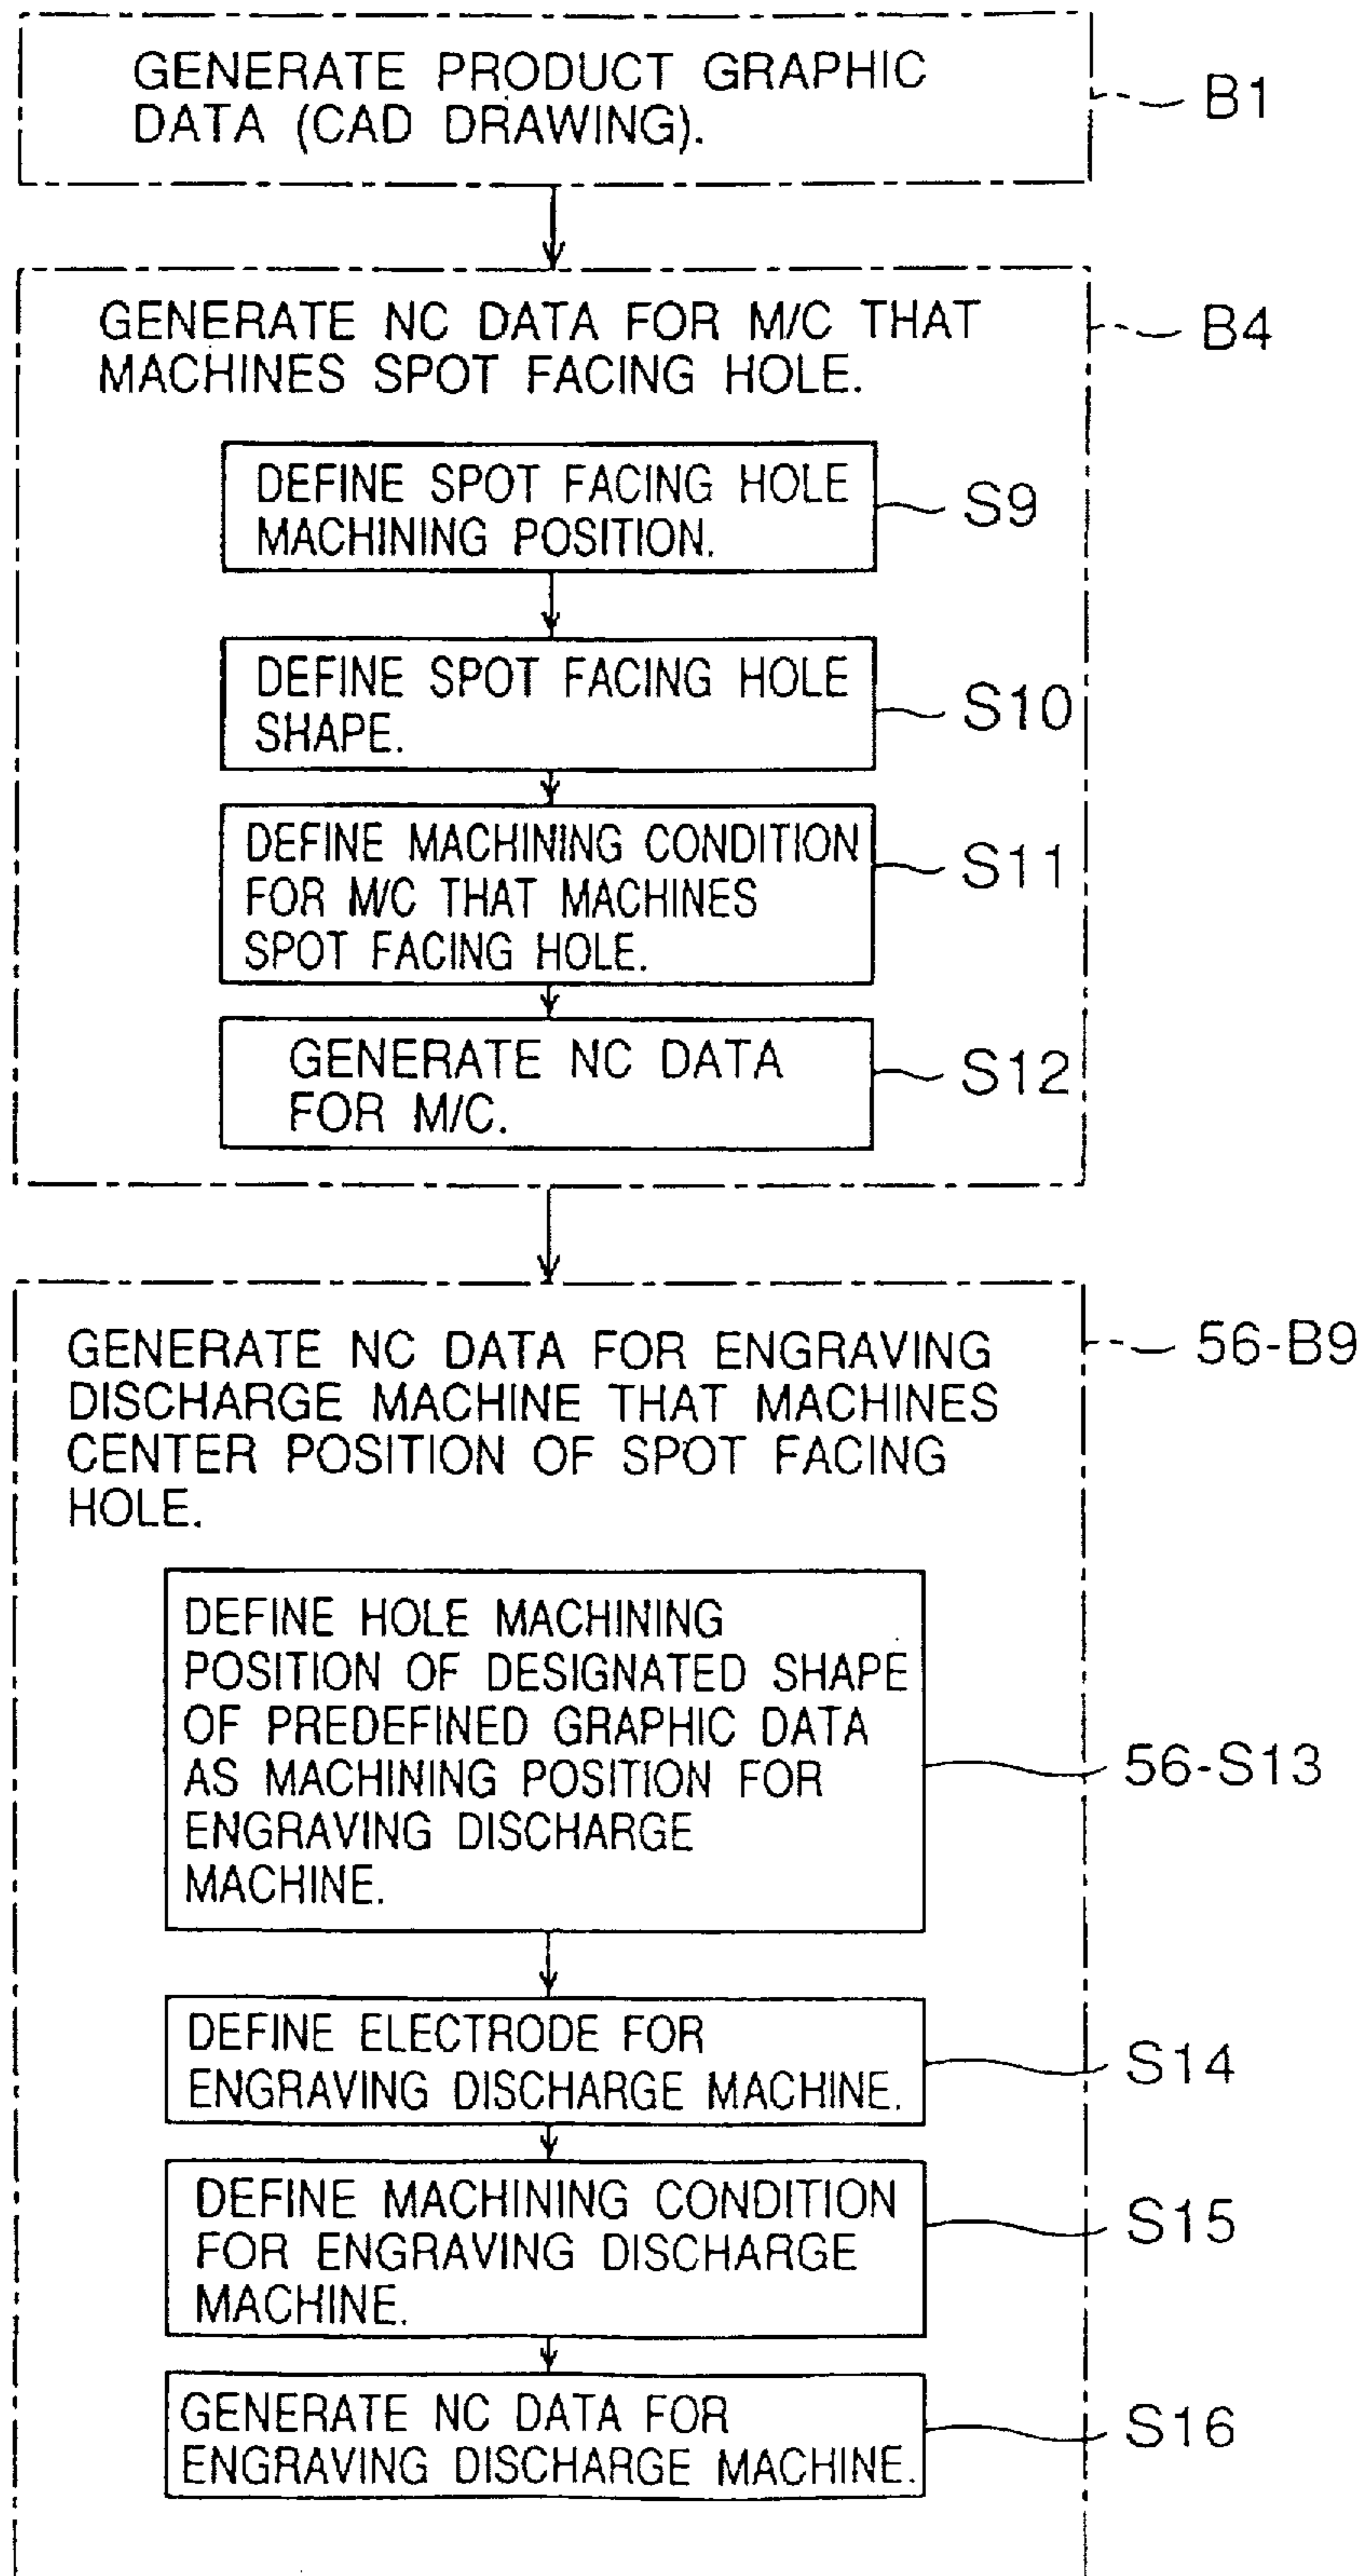 GENERATE PRODUCT GRAPHIC
DATA (CAD DRAWING).
B1
GENERATE NC DATA FOR M/C THAT
MACHINES SPOT FACING HOLE.
B4
DEFINE SPOT FACING HOLE
MACHINING POSITION.
S9
DEFINE SPOT FACING HOLE
SHAPE.
S10
DEFINE MACHINING CONDITION
FOR M/C THAT MACHINES
SPOT FACING HOLE.
S11
GENERATE NC DATA
FOR M/C.
S12
GENERATE NC DATA FOR ENGRAVING
DISCHARGE MACHINE THAT MACHINES
CENTER POSITION OF SPOT FACING
HOLE.
56-B9
DEFINE HOLE MACHINING
POSITION OF DESIGNATED SHAPE
OF PREDEFINED GRAPHIC DATA
AS MACHINING POSITION FOR
ENGRAVING DISCHARGE
MACHINE.
56-S13
DEFINE ELECTRODE FOR
ENGRAVING DISCHARGE MACHINE.
S14
DEFINE MACHINING CONDITION
FOR ENGRAVING DISCHARGE
MACHINE.
S15
GENERATE NC DATA FOR
ENGRAVING DISCHARGE MACHINE.
S16